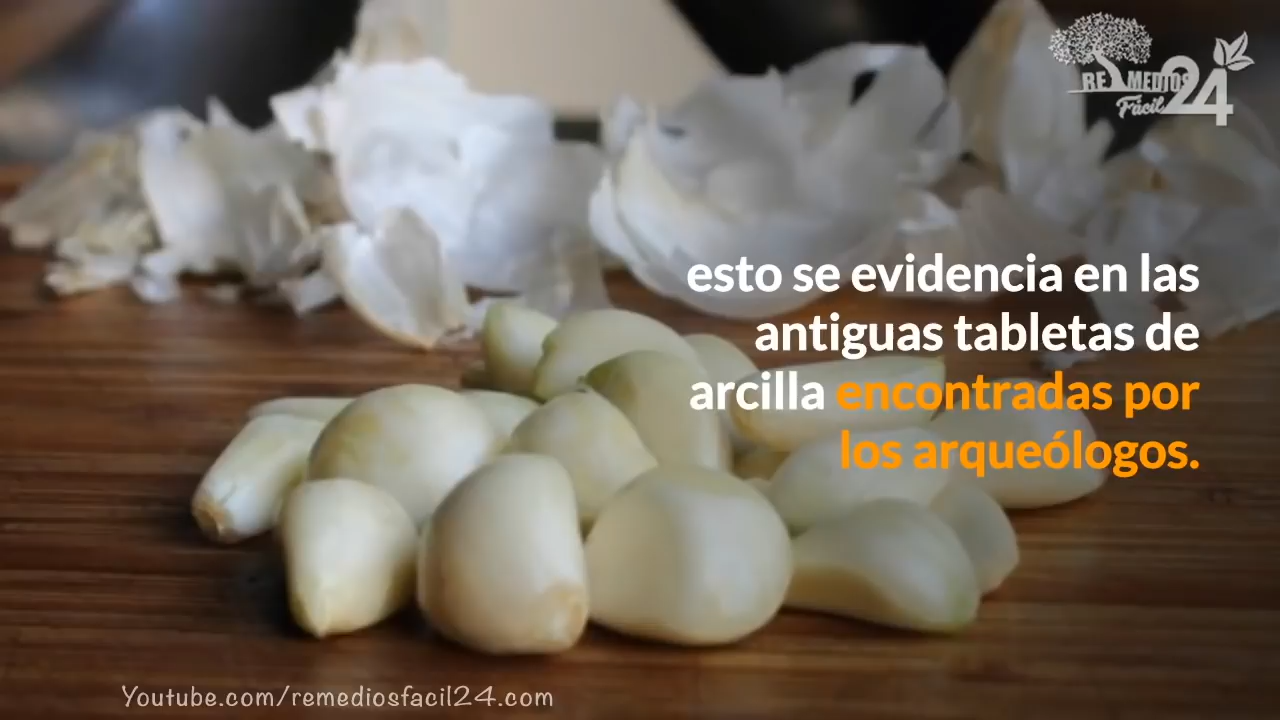 REMEDIOS
Fácil 24
esto se evidencia en las
antiguas tabletas de
arcilla encontradas por
los arqueólogos.
Youtube.com/remediosfacil24.com